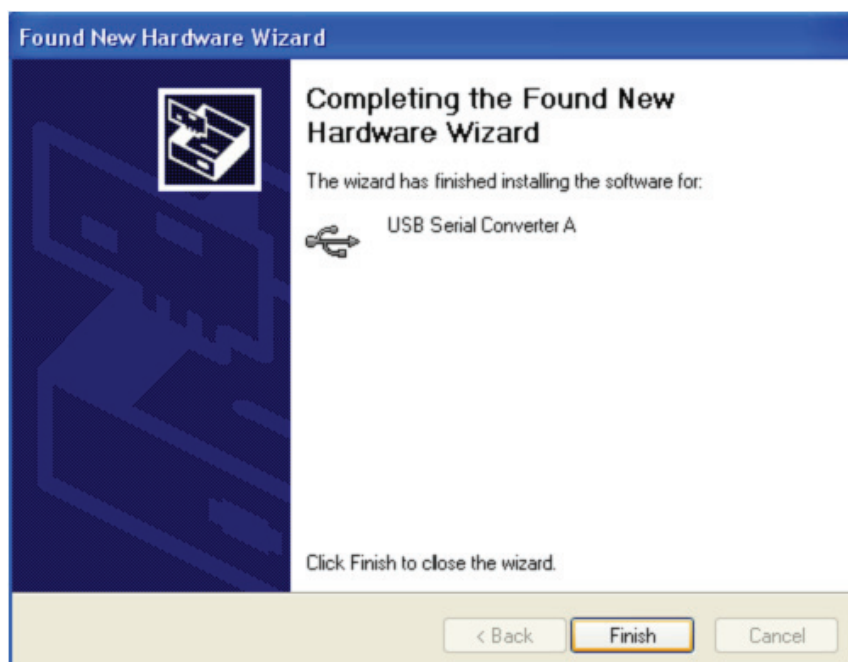 Found New Hardware Wizard
Completing the Found New
Hardware Wizard
The wizard has finished installing the software for:
USB Serial Converter A
Click Finish to close the wizard.
< Back
Finish
Cancel